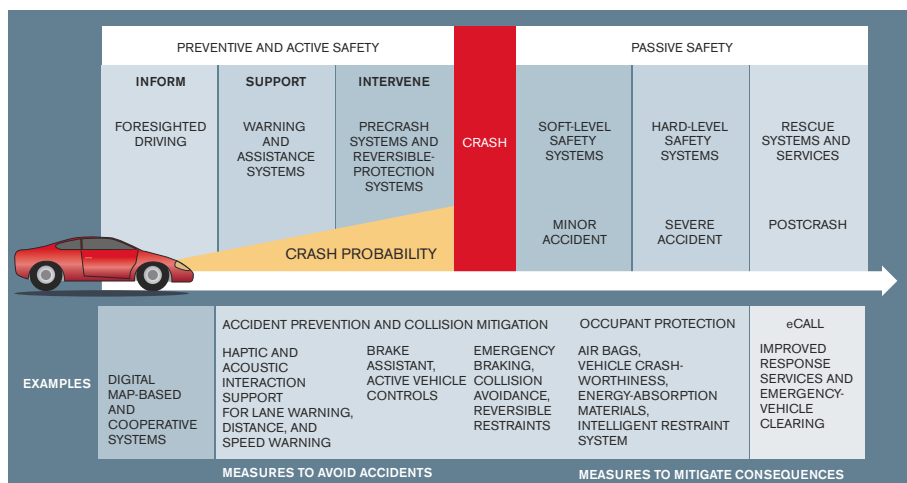 PREVENTIVE AND ACTIVE SAFETY
PASSIVE SAFETY
INFORM
SUPPORT
INTERVENE
FORESIGHTED
DRIVING
WARNING
AND
ASSISTANCE
SYSTEMS
PRECRASH
SYSTEMS AND
REVERSIBLE-
PROTECTION
SYSTEMS
CRASH
SOFT-LEVEL
SAFETY
SYSTEMS
HARD-LEVEL
SAFETY
SYSTEMS
RESCUE
SYSTEMS AND
SERVICES
MINOR
ACCIDENT
SEVERE
ACCIDENT
POSTCRASH
CRASH PROBABILITY
EXAMPLES
DIGITAL
MAP-BASED
AND
COOPERATIVE
SYSTEMS
ACCIDENT PREVENTION AND COLLISION MITIGATION
HAPTIC AND
ACOUSTIC
INTERACTION
SUPPORT
FOR LANE WARNING,
DISTANCE, AND
SPEED WARNING
BRAKE
ASSISTANT,
ACTIVE VEHICLE
CONTROLS
EMERGENCY
BRAKING,
COLLISION
AVOIDANCE,
REVERSIBLE
RESTRAINTS
OCCUPANT PROTECTION
AIR BAGS,
VEHICLE CRASH-
WORTHINESS,
ENERGY-ABSORPTION
MATERIALS,
INTELLIGENT RESTRAINT
SYSTEM
eCALL
IMPROVED
RESPONSE
SERVICES AND
EMERGENCY-
VEHICLE
CLEARING
MEASURES TO AVOID ACCIDENTS
MEASURES TO MITIGATE CONSEQUENCES